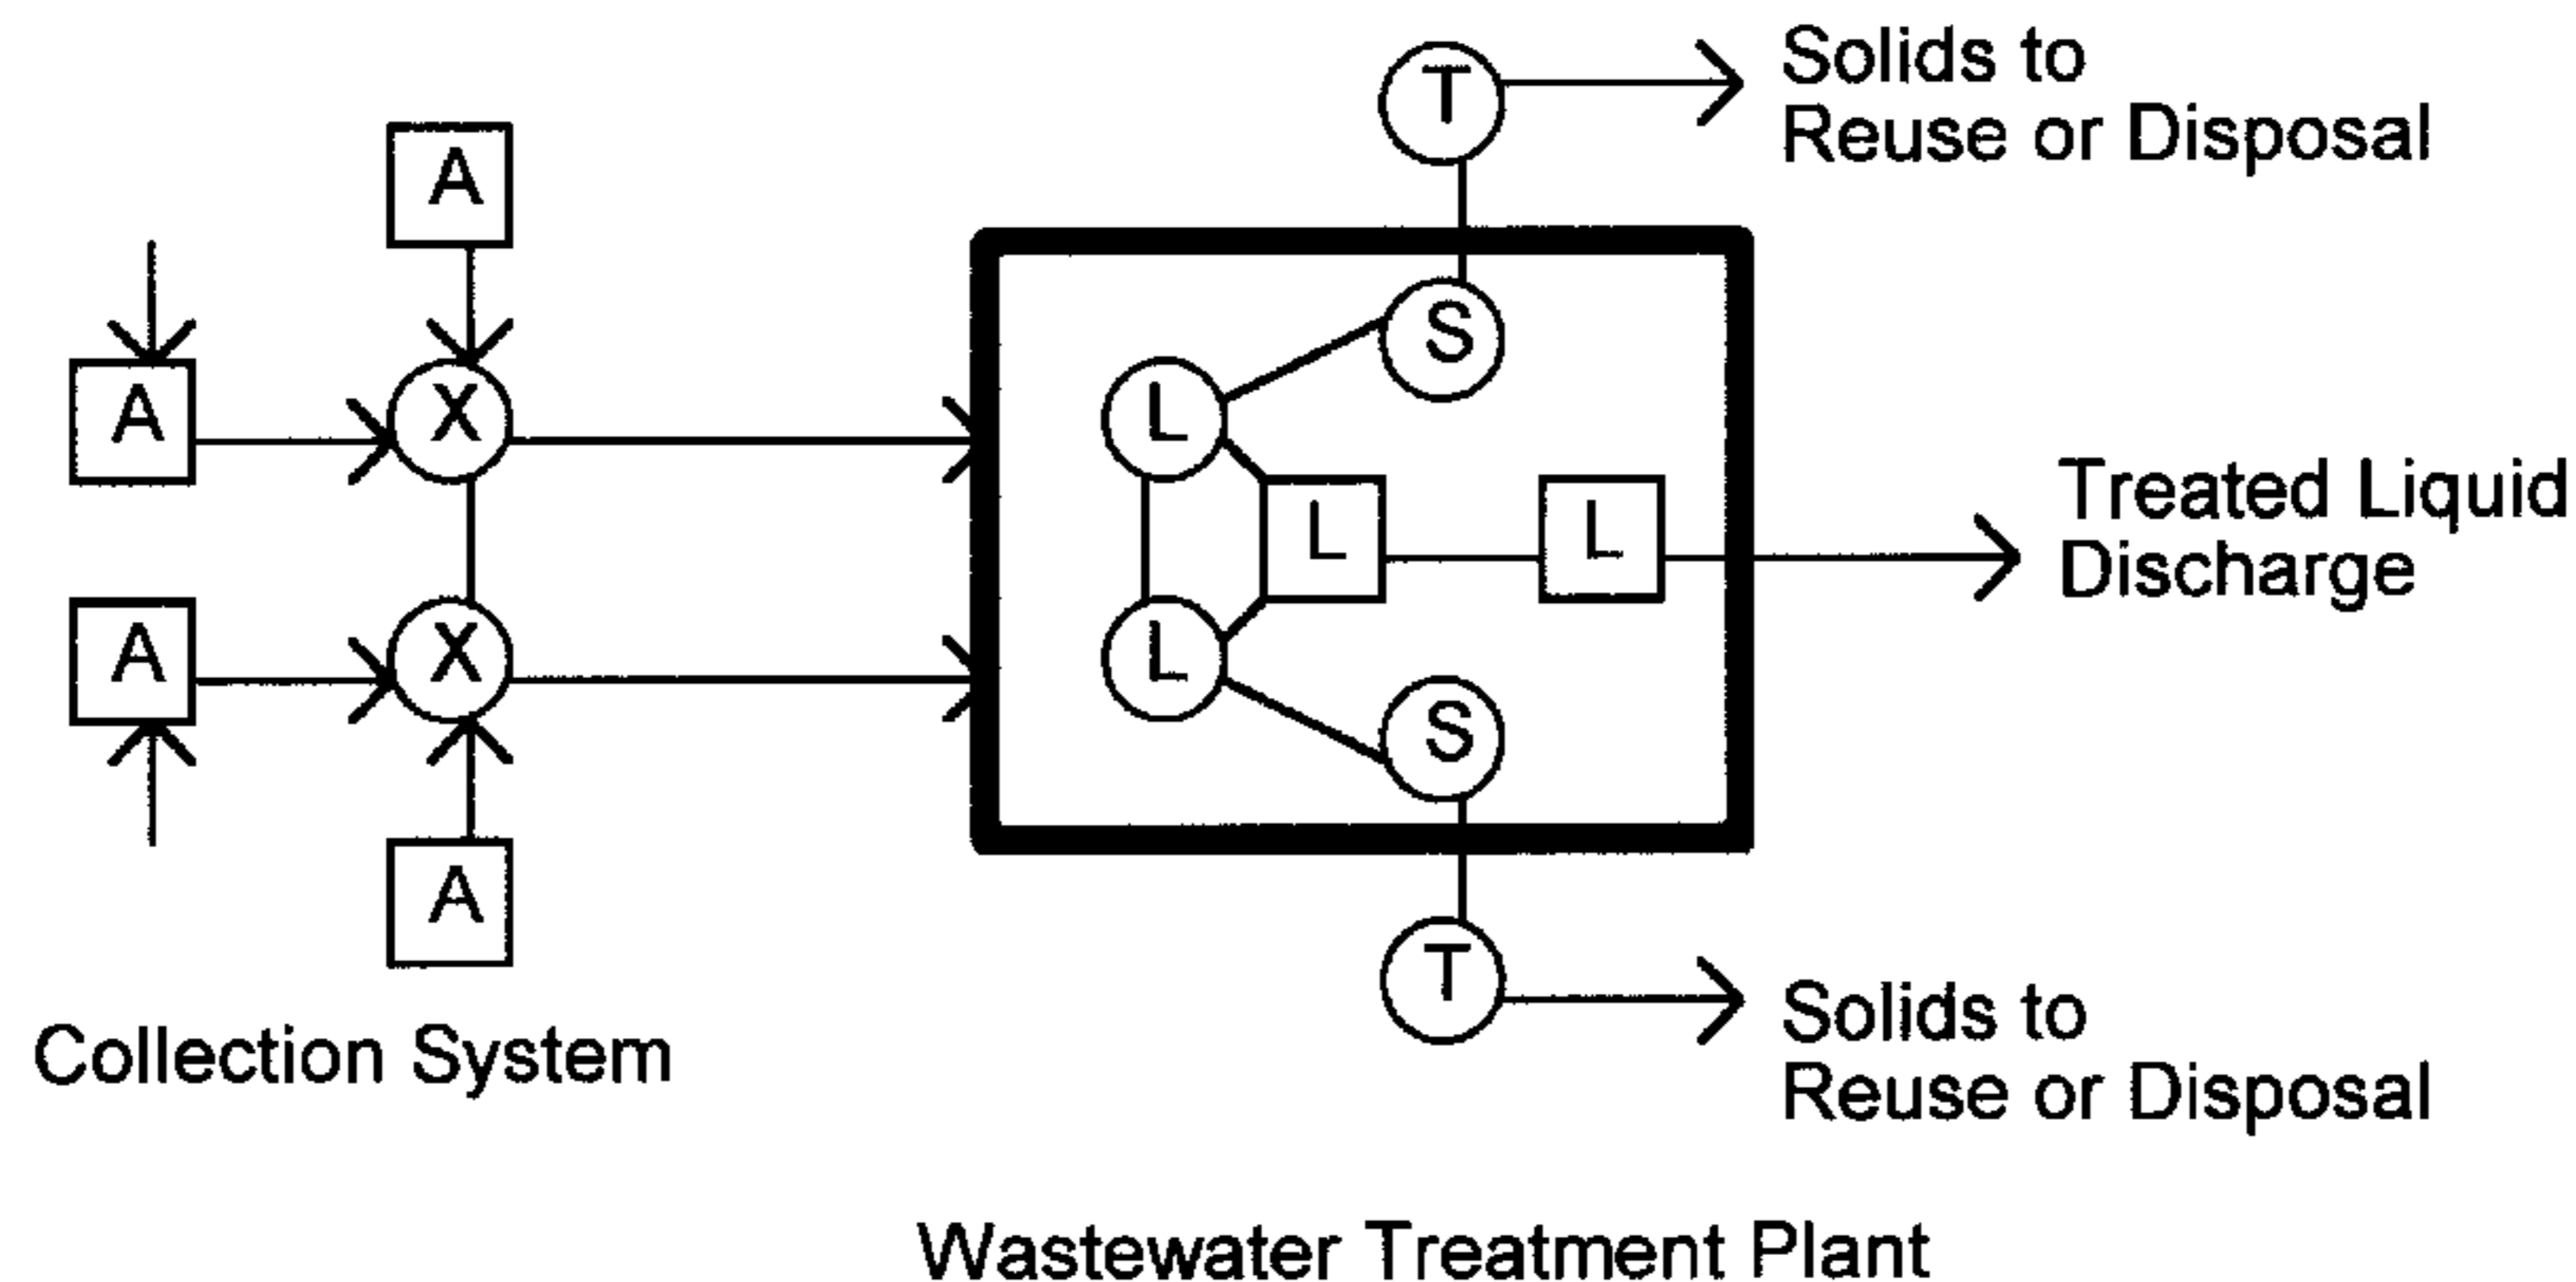 T
Solids to
Reuse or Disposal
A
S
A
X
L
L
L
Treated Liquid
Discharge
A
X
L
S
A
T
Solids to
Reuse or Disposal
Collection System
Wastewater Treatment Plant